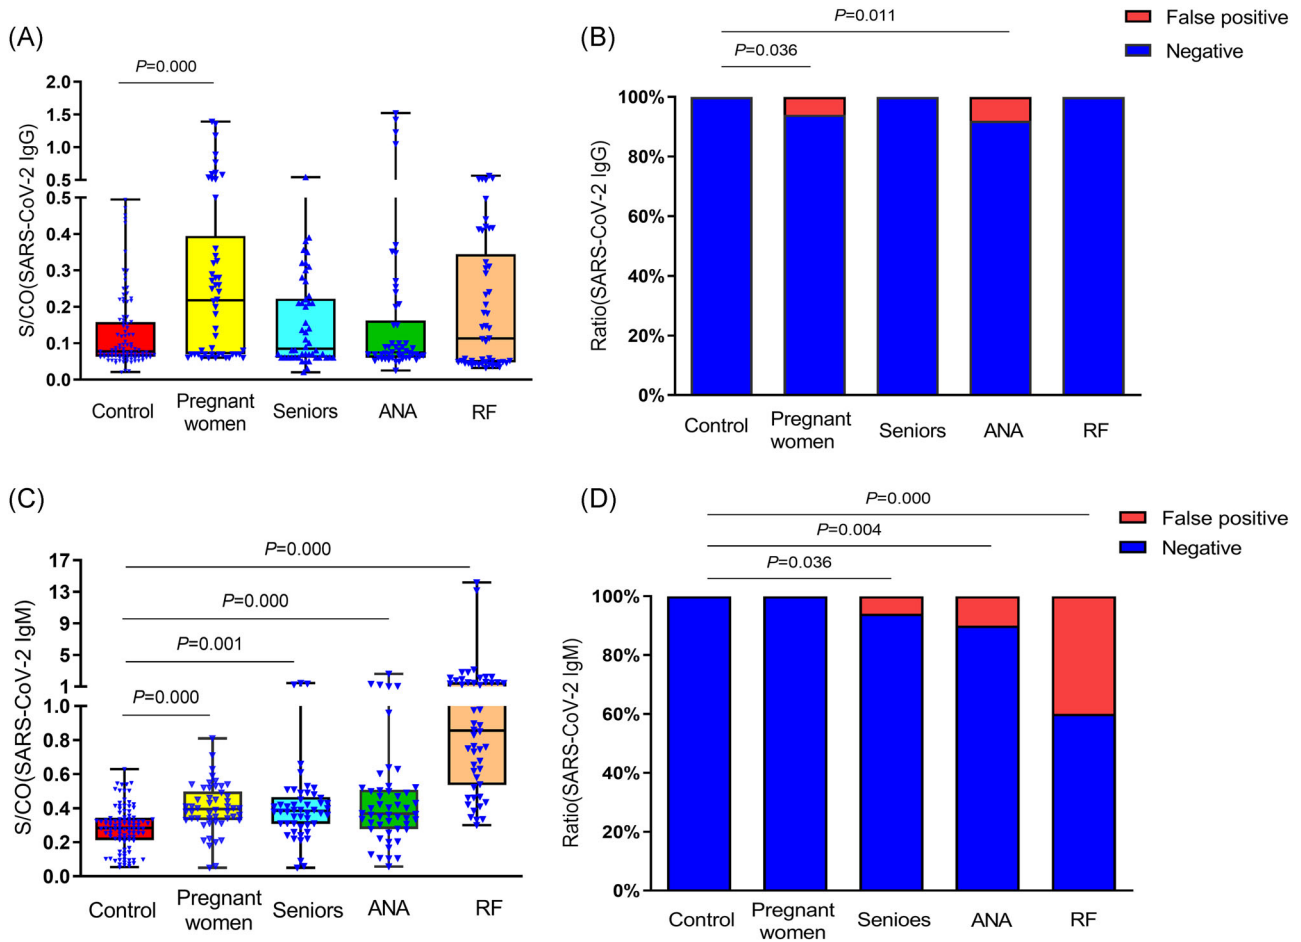 (A)
P=0.000
S/CO(SARS-CoV-2 IgG)
2.0
1.5
1.0
0.5
0.5
0.4
0.3
0.2
0.1
0.0
Control
Pregnant
women
Seniors
ANA
RF
(B)
P=0.011
P=0.036
False positive
Negative
Ratio(SARS-CoV-2 IgG)
100%
80%
60%
40%
20%
0%
Control
Pregnant
women
Seniors
ANA
RF
(C)
P=0.000
P=0.000
P=0.001
P=0.000
S/CO(SARS-CoV-2 IgM)
17
13
9
5
1
1.0
0.8
0.6
0.4
0.2
0.0
Control
Pregnant
women
Seniors
ANA
RF
(D)
P=0.000
P=0.004
P=0.036
False positive
Negative
Ratio(SARS-CoV-2 IgM)
100%
80%
60%
40%
20%
0%
Control
Pregnant
women
Senioes
ANA
RF